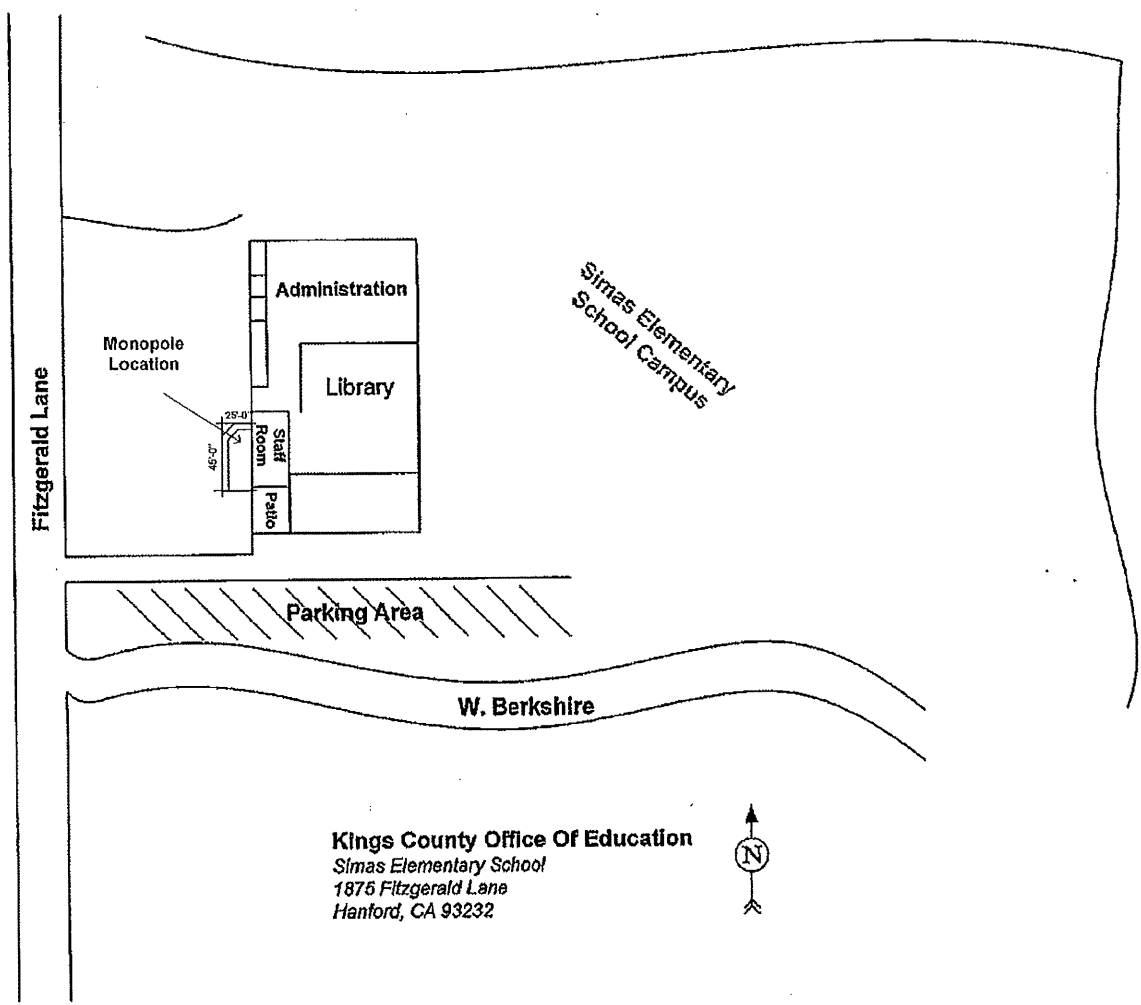 Simas Elementary
School Campus
Administration
Monopole
Location
Library
Fitzgerald Lane
25'-0"
45'-0"
Staff
Room
Patio
Parking Area
W. Berkshire
Kings County Office Of Education
Simas Elementary School
1875 Fitzgerald Lane
Hanford, CA 93232
N